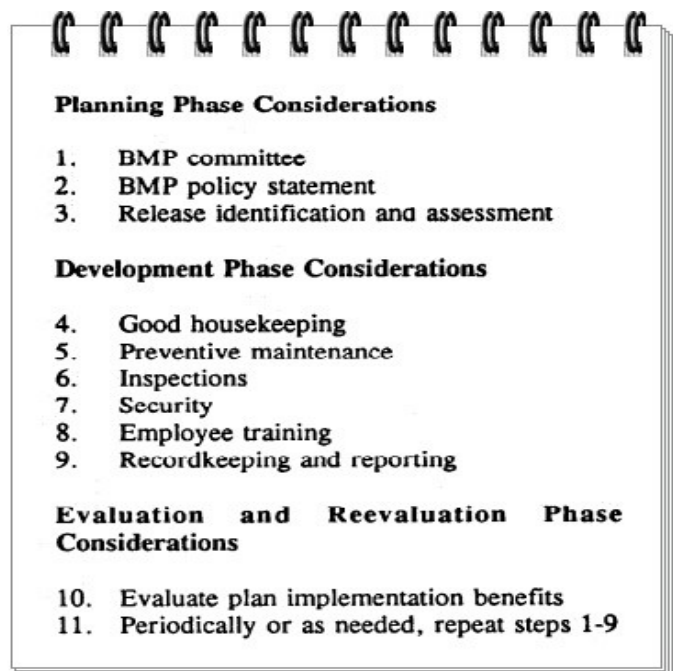 Planning Phase Considerations
1. BMP committee
2. BMP policy statement
3. Release identification and assessment
Development Phase Considerations
4. Good housekeeping
5. Preventive maintenance
6. Inspections
7. Security
8. Employee training
9. Recordkeeping and reporting
Evaluation and Reevaluation Phase
Considerations
10. Evaluate plan implementation benefits
11. Periodically or as needed, repeat steps 1-9